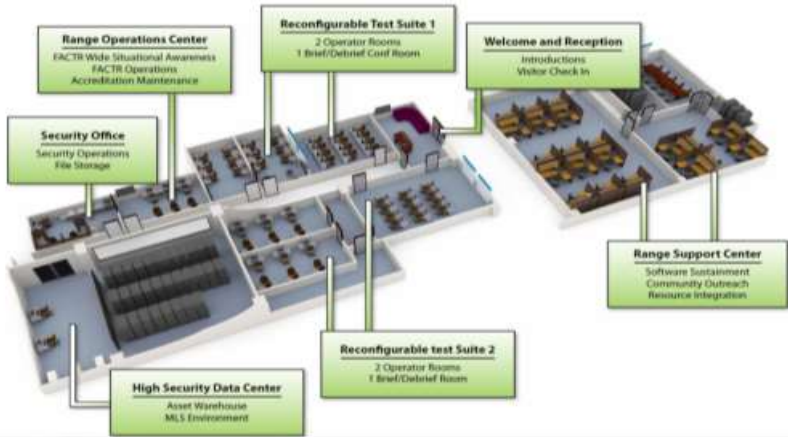 Range Operations Center
FACTR Wide Situational Awareness
FACTR Operations
Accreditation Maintenance
Reconfigurable Test Suite 1
2 Operator Rooms
1 Brief/Debrief Conf Room
Welcome and Reception
Introductions
Visitor Check In
Security Office
Security Operations
File Storage
Range Support Center
Software Sustainment
Community Outreach
Resource Integration
Reconfigurable test Suite 2
2 Operator Rooms
1 Brief/Debrief Room
High Security Data Center
Asset Warehouse
MLS Environment